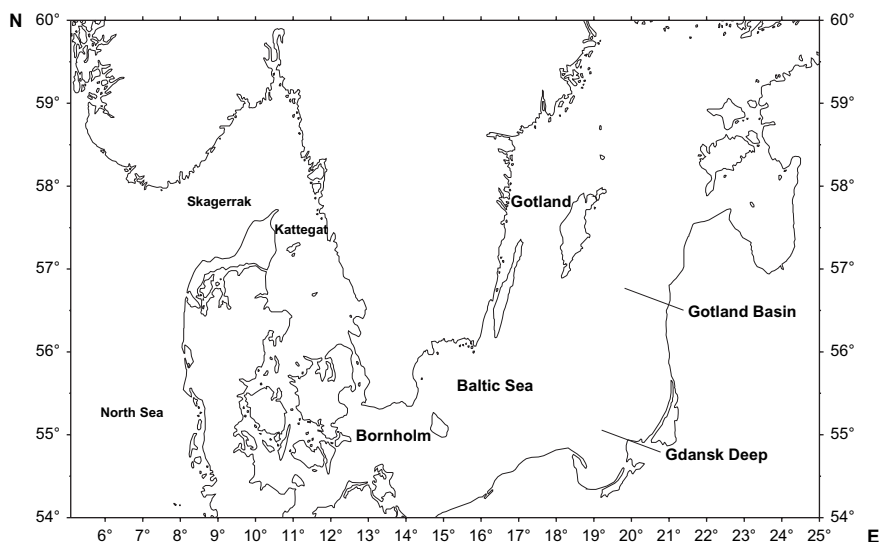 N
60° 60°
59° 59°
58° 58°
Skagerrak
Gotland
Kattegat
57° 57°
Gotland Basin
56° 56°
Baltic Sea
North Sea
Bornholm
55° 55°
Gdansk Deep
54° 54°
6° 7° 8° 9° 10° 11° 12° 13° 14° 15° 16° 17° 18° 19° 20° 21° 22° 23° 24° 25° E